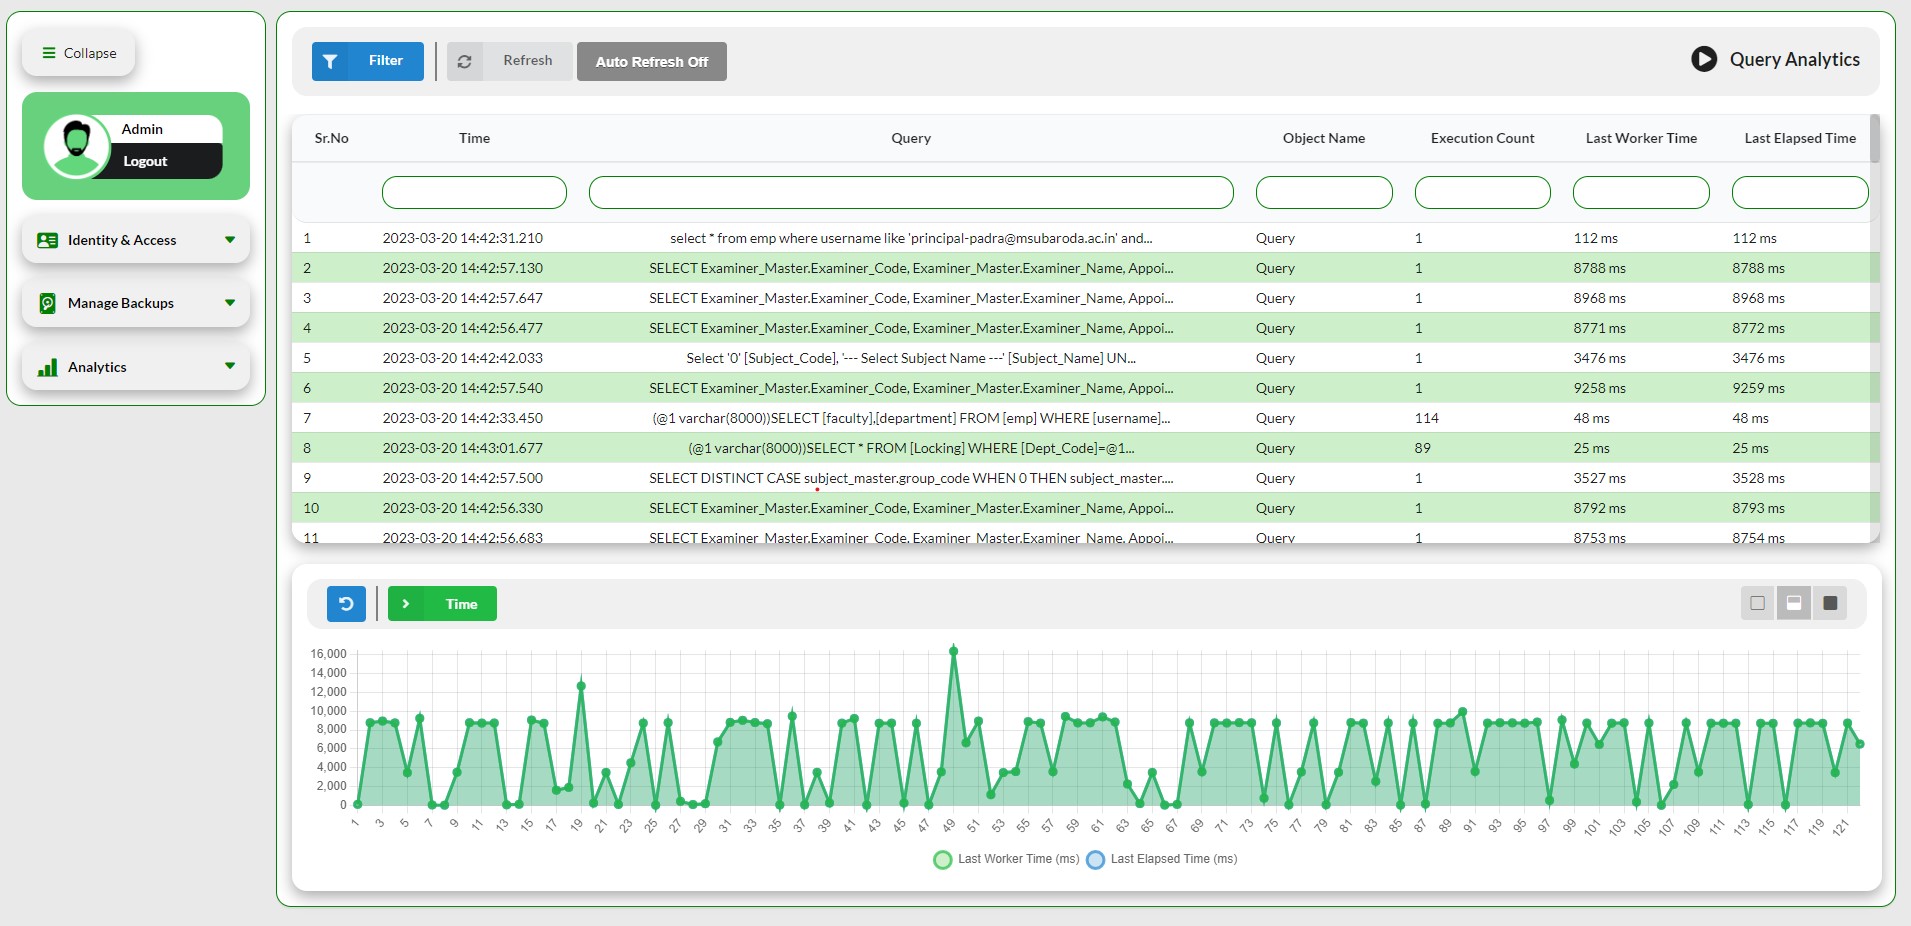 Collapse
Admin
Logout
Identity & Access
Manage Backups
Analytics
Filter
Refresh
Auto Refresh Off
Query Analytics
Sr.No Time Query Object Name Execution Count Last Worker Time Last Elapsed Time
1 2023-03-20 14:42:31.210 select * from emp where username like 'principal-padra@msubaroda.ac.in' and... Query 1 112 ms 112 ms
2 2023-03-20 14:42:57.130 SELECT Examiner_Master.Examiner_Code, Examiner_Master.Examiner_Name, Appoi... Query 1 8788 ms 8788 ms
3 2023-03-20 14:42:57.647 SELECT Examiner_Master.Examiner_Code, Examiner_Master.Examiner_Name, Appoi... Query 1 8968 ms 8968 ms
4 2023-03-20 14:42:56.477 SELECT Examiner_Master.Examiner_Code, Examiner_Master.Examiner_Name, Appoi... Query 1 8771 ms 8772 ms
5 2023-03-20 14:42:42.033 Select '0' [Subject_Code], '--- Select Subject Name ---' [Subject_Name] UN... Query 1 3476 ms 3476 ms
6 2023-03-20 14:42:57.540 SELECT Examiner_Master.Examiner_Code, Examiner_Master.Examiner_Name, Appoi... Query 1 9258 ms 9259 ms
7 2023-03-20 14:42:33.450 (@1 varchar(8000))SELECT [faculty],[department] FROM [emp] WHERE [username]... Query 114 48 ms 48 ms
8 2023-03-20 14:43:01.677 (@1 varchar(8000))SELECT * FROM [Locking] WHERE [Dept_Code]=@1... Query 89 25 ms 25 ms
9 2023-03-20 14:42:57.500 SELECT DISTINCT CASE subject_master.group_code WHEN 0 THEN subject_master.... Query 1 3527 ms 3528 ms
10 2023-03-20 14:42:56.330 SELECT Examiner_Master.Examiner_Code, Examiner_Master.Examiner_Name, Appoi... Query 1 8792 ms 8793 ms
11 2023-03-20 14:42:56.683 SELECT Examiner_Master.Examiner_Code, Examiner_Master.Examiner_Name, Appoi... Query 1 8753 ms 8754 ms
Time
16,000
14,000
12,000
10,000
8,000
6,000
4,000
2,000
0
1 3 5 7 9 11 13 15 17 19 21 23 25 27 29 31 33 35 37 39 41 43 45 47 49 51 53 55 57 59 61 63 65 67 69 71 73 75 77 79 81 83 85 87 89 91 93 95 97 99 101 103 105 107 109 111 113 115 117 119 121
Last Worker Time (ms) Last Elapsed Time (ms)